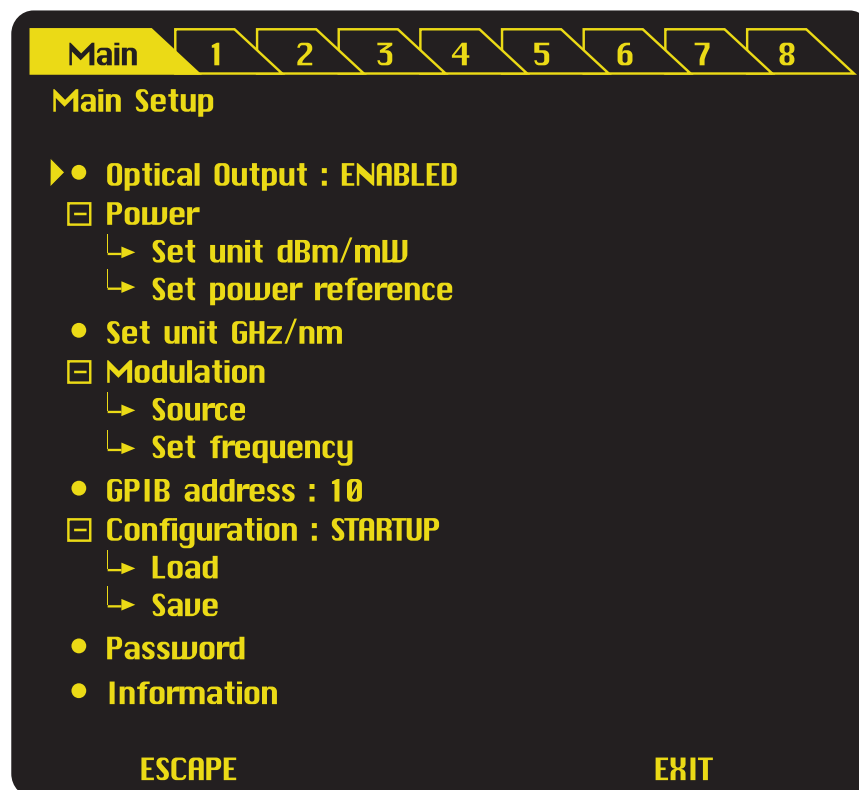 Main 1 2 3 4 5 6 7 8
Main Setup
Optical Output : ENABLED
Power
Set unit dBm/mW
Set power reference
Set unit GHz/nm
Modulation
Source
Set frequency
GPIB address : 10
Configuration : STARTUP
Load
Save
Password
Information
ESCAPE EXIT